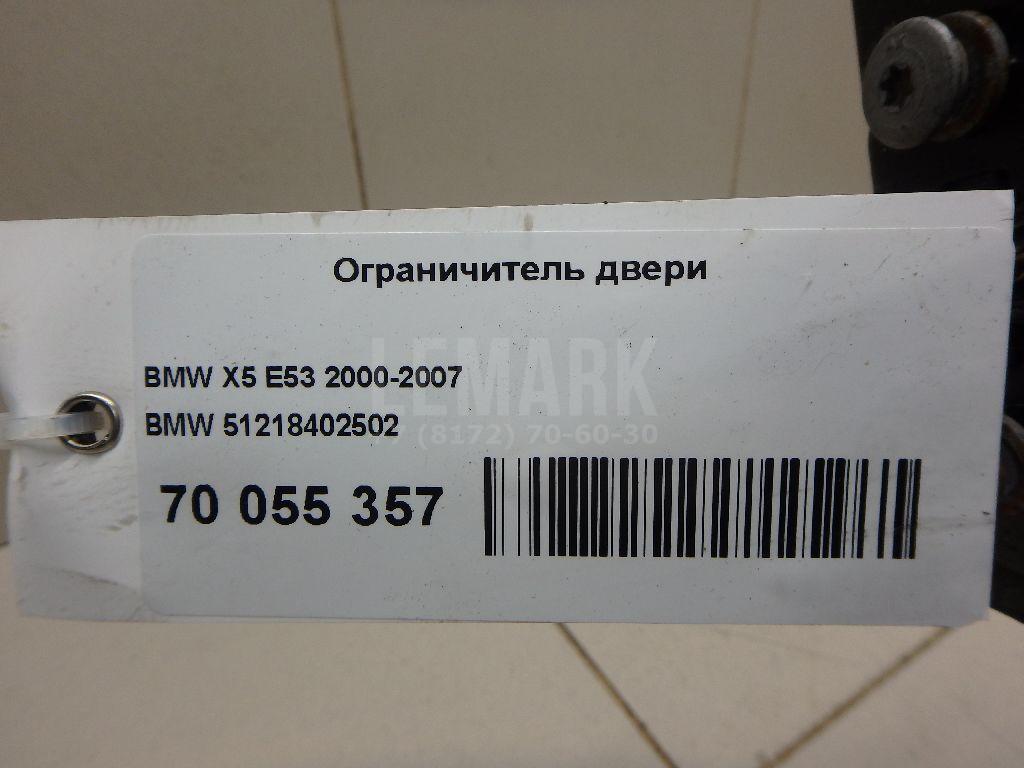 Ограничитель двери
LEMARK
BMW X5 E53 2000-2007
BMW 51218402502
(8172) 70-60-30
70 055 357